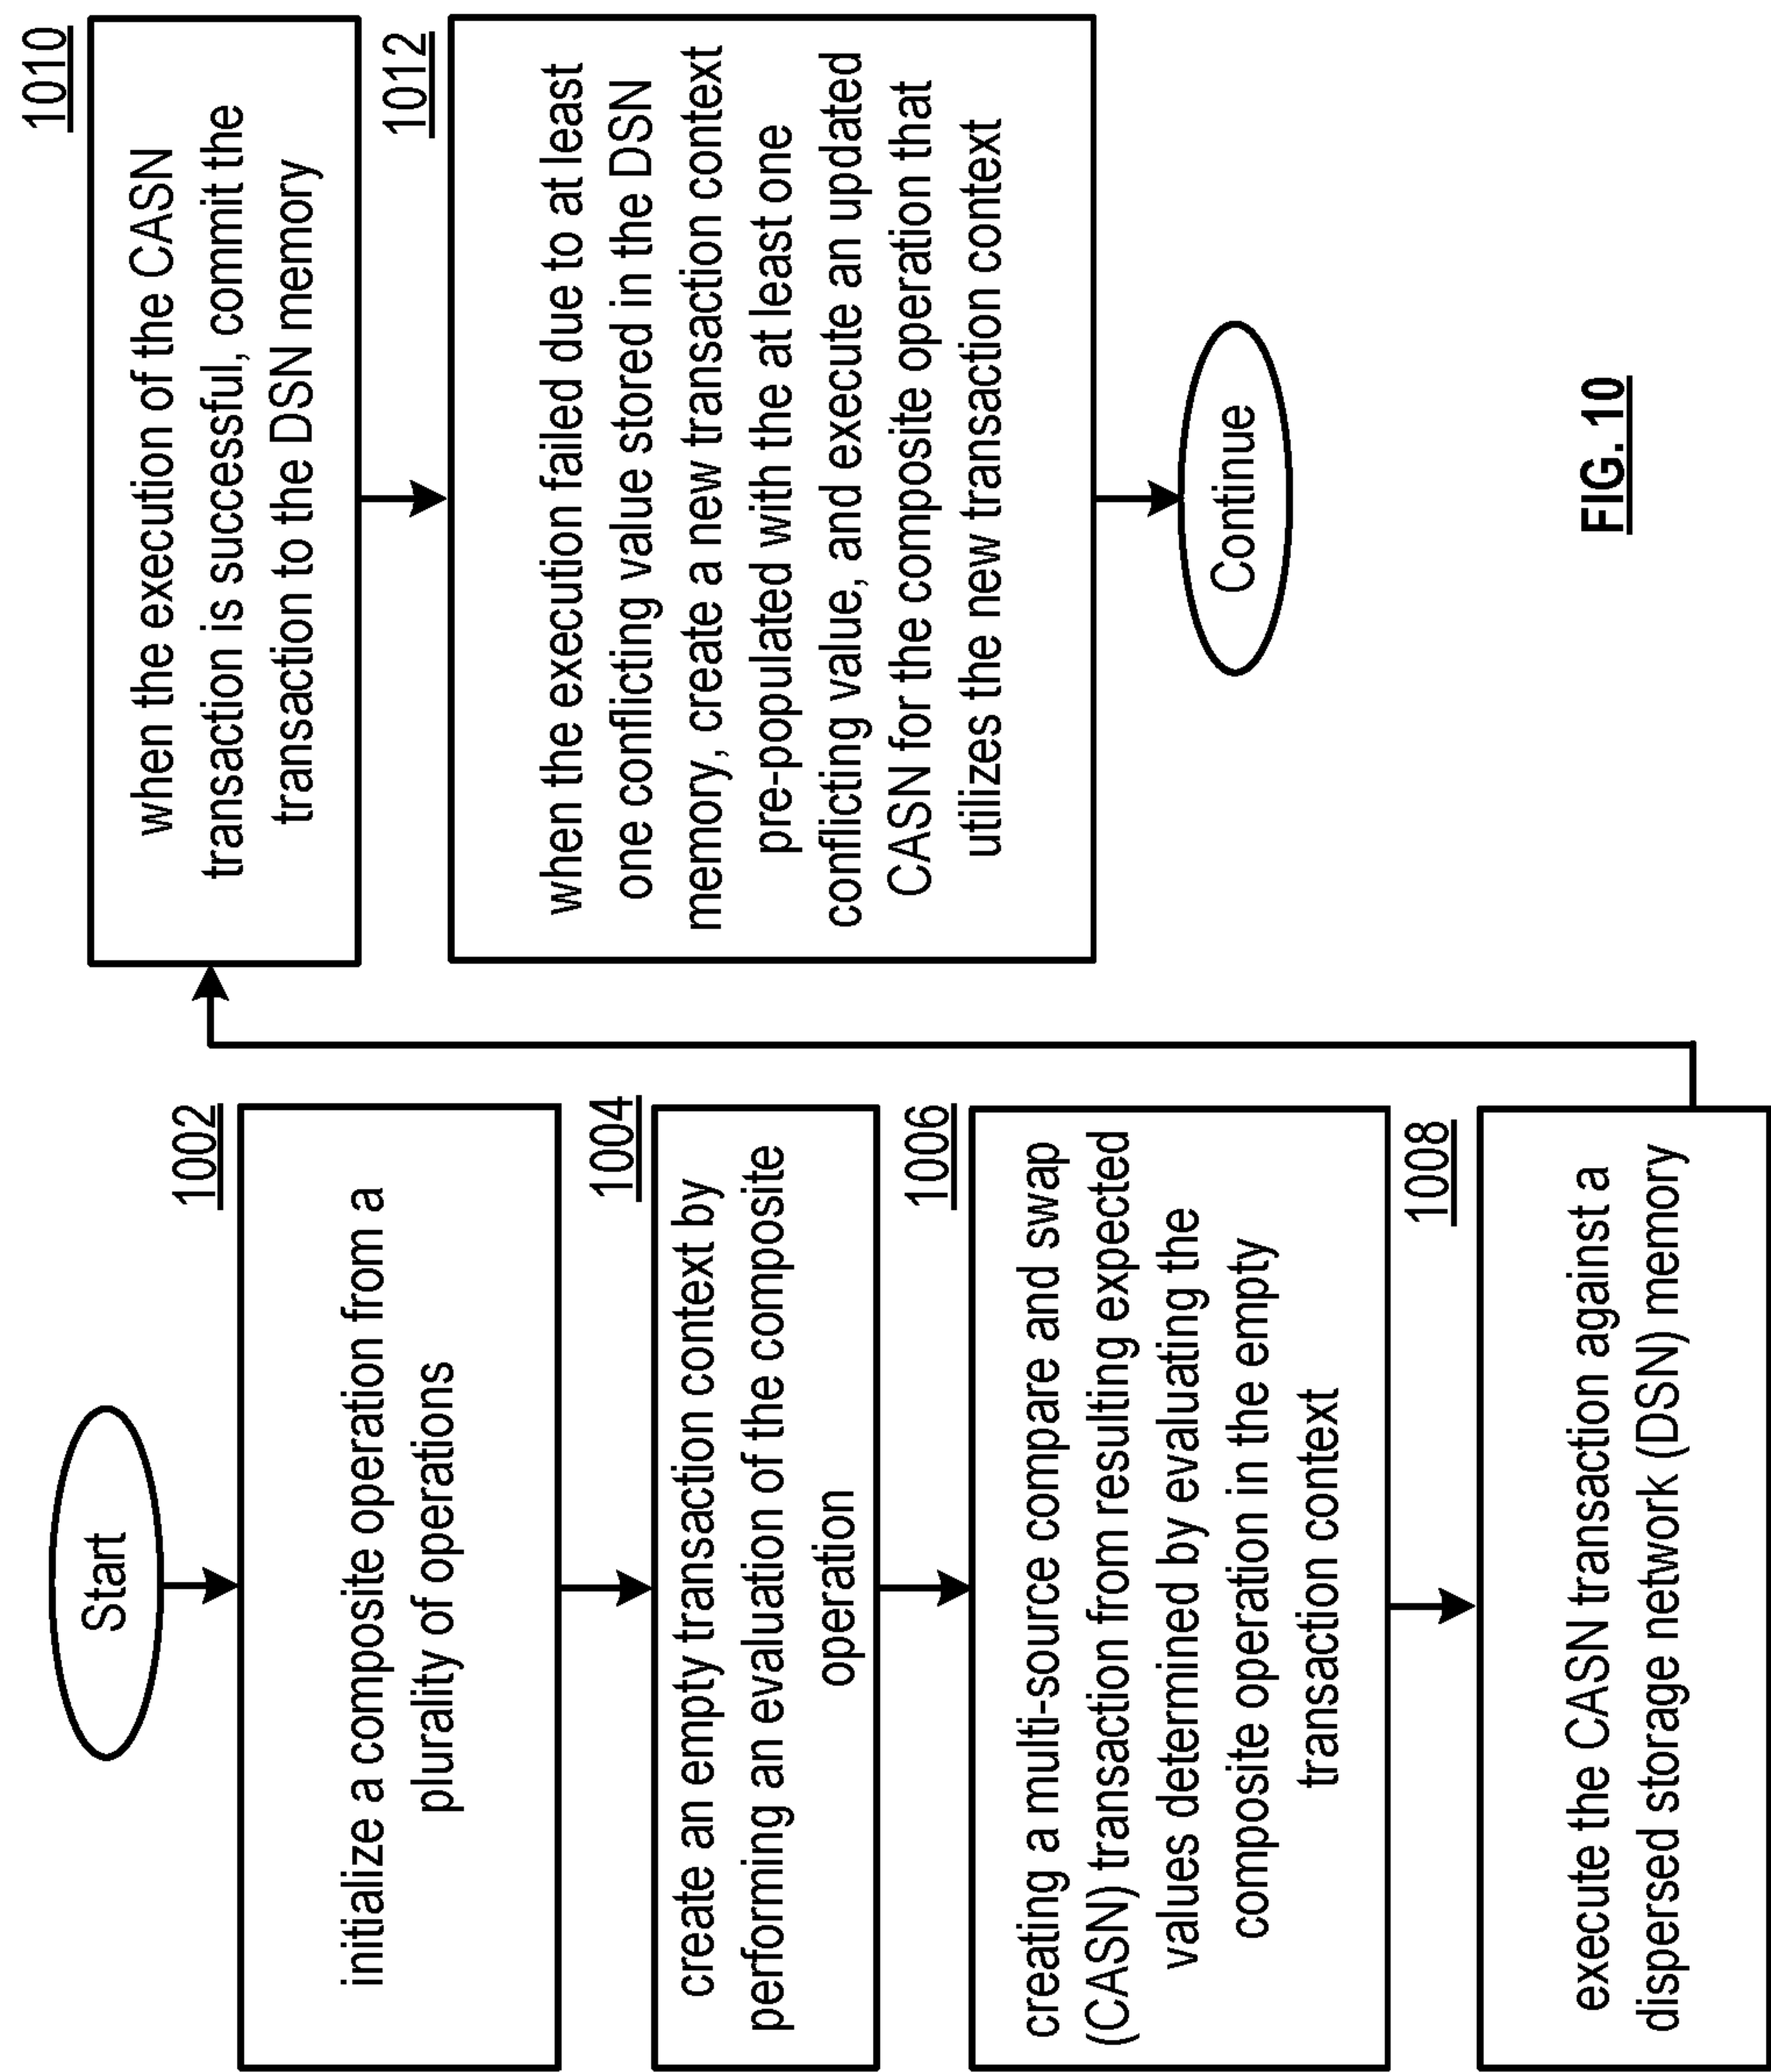 Start
1002
initialize a composite operation from a
plurality of operations
1004
create an empty transaction context by
performing an evaluation of the composite
operation
1006
creating a multi-source compare and swap
(CASN) transaction from resulting expected
values determined by evaluating the
composite operation in the empty
transaction context
1008
execute the CASN transaction against a
dispersed storage network (DSN) memory
1010
when the execution of the CASN
transaction is successful, commit the
transaction to the DSN memory
1012
when the execution failed due to at least
one conflicting value stored in the DSN
memory, create a new transaction context
pre-populated with the at least one
conflicting value, and execute an updated
CASN for the composite operation that
utilizes the new transaction context
Continue
FIG. 10